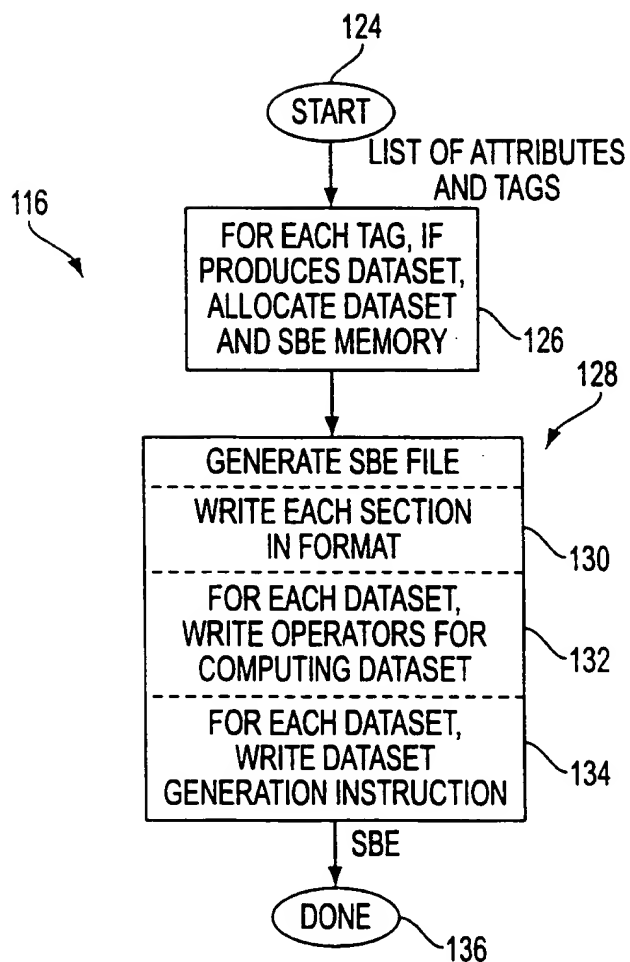 124
START
LIST OF ATTRIBUTES
AND TAGS
116
FOR EACH TAG, IF
PRODUCES DATASET,
ALLOCATE DATASET
AND SBE MEMORY
126
128
GENERATE SBE FILE
WRITE EACH SECTION
IN FORMAT
130
FOR EACH DATASET,
WRITE OPERATORS FOR
COMPUTING DATASET
132
FOR EACH DATASET,
WRITE DATASET
GENERATION INSTRUCTION
134
SBE
DONE
136